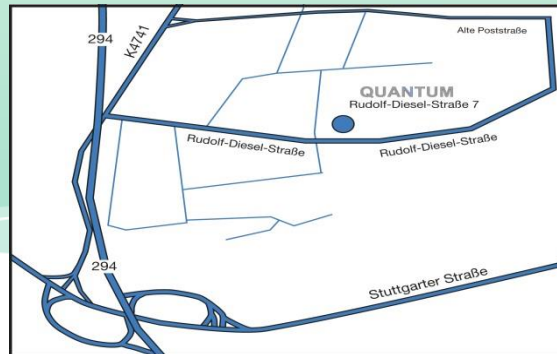 294
K4741
Alte Poststraße
QUANTUM
Rudolf-Diesel-Straße 7
Rudolf-Diesel-Straße
Rudolf-Diesel-Straße
294
Stuttgarter Straße